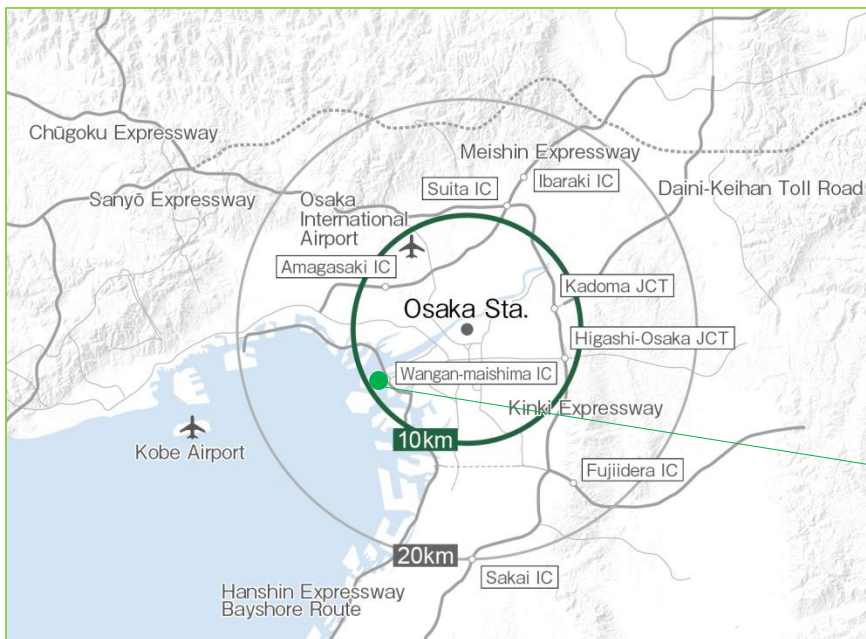 Chūgoku Expressway
Meishin Expressway
Suita IC
Ibaraki IC
Daini-Keihan Toll Road
Sanyō Expressway
Osaka
International
Airport
Amagasaki IC
Kadoma JCT
Osaka Sta.
Higashi-Osaka JCT
Wangan-maishima IC
Kinki Expressway
10km
Kobe Airport
Fujiidera IC
20km
Sakai IC
Hanshin Expressway
Bayshore Route